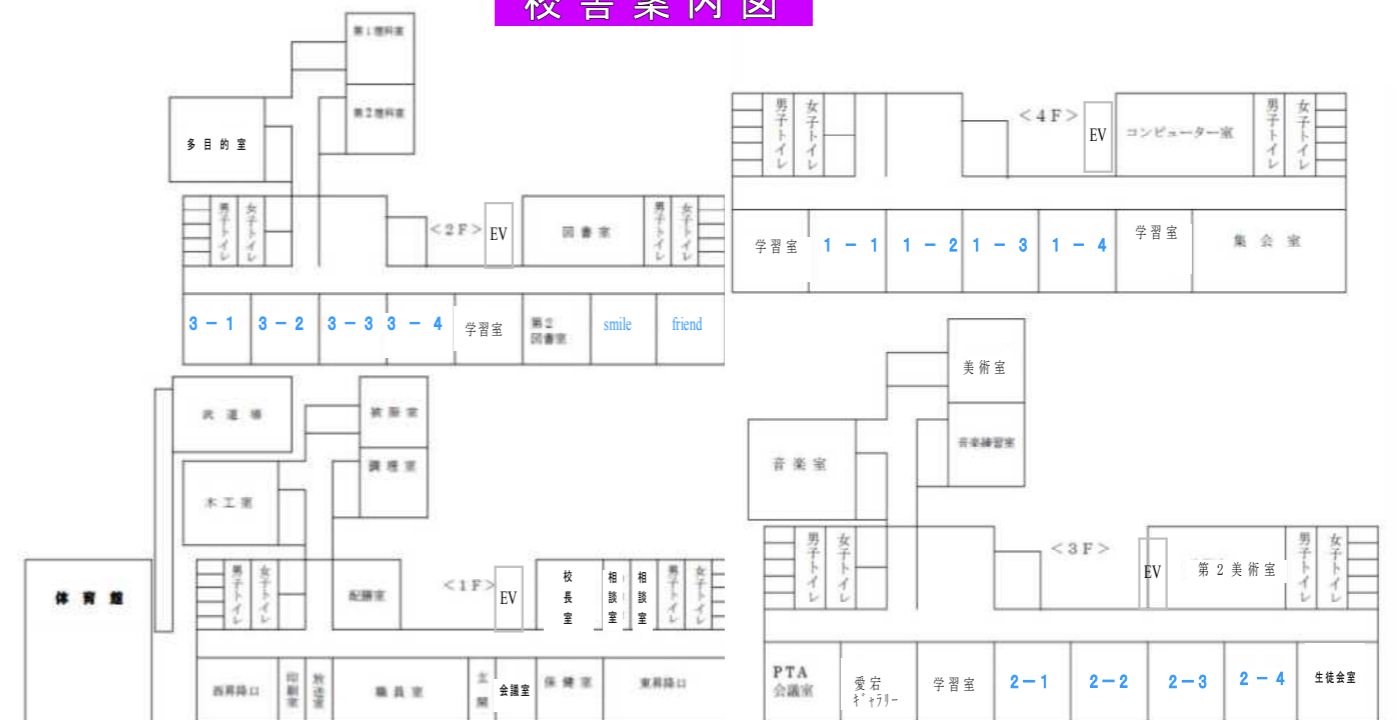 校舎案内図
第1理科室
第2理科室
多目的室
男子トイレ
女子トイレ
<2F>
EV
図書室
男子トイレ
女子トイレ
3-1
3-2
3-3
3-4
学習室
第2
図書室
smile
friend
男子トイレ
女子トイレ
<4F>
EV
コンピューター室
男子トイレ
女子トイレ
学習室
1-1
1-2
1-3
1-4
学習室
集会室
武道場
被服室
調理室
木工室
体育館
男子トイレ
女子トイレ
配膳室
<1F>
EV
校長室
相談室
相談室
男子トイレ
女子トイレ
西昇降口
印刷室
放送室
職員室
玄関
会議室
保健室
東昇降口
美術室
音楽練習室
音楽室
男子トイレ
女子トイレ
<3F>
EV
第2美術室
男子トイレ
女子トイレ
PTA
会議室
愛宕
ギャラリー
学習室
2-1
2-2
2-3
2-4
生徒会室